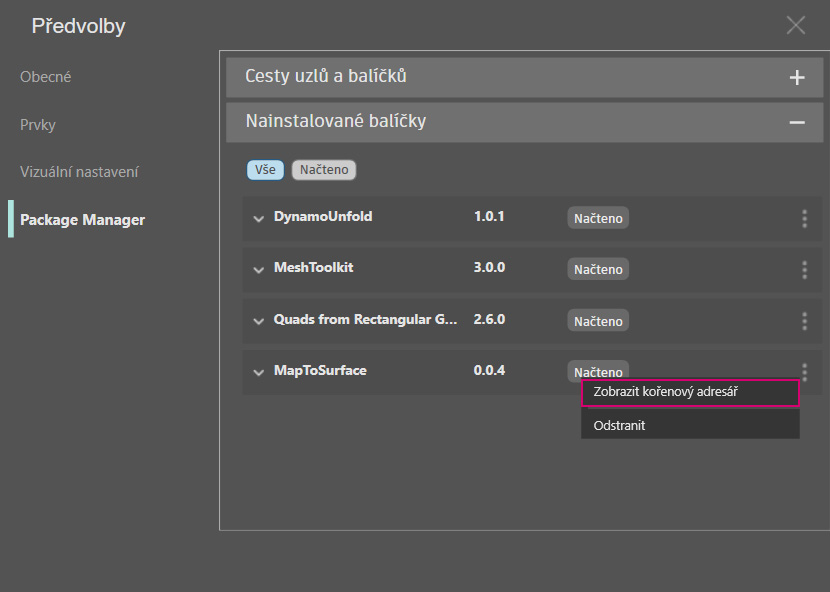 Předvolby
Obecné
Prvky
Vizuální nastavení
Package Manager
Cesty uzlů a balíčků
Nainstalované balíčky
Vše Načteno
DynamoUnfold 1.0.1 Načteno
MeshToolkit 3.0.0 Načteno
Quads from Rectangular G... 2.6.0 Načteno
MapToSurface 0.0.4 Načteno
Zobrazit kořenový adresář
Odstranit